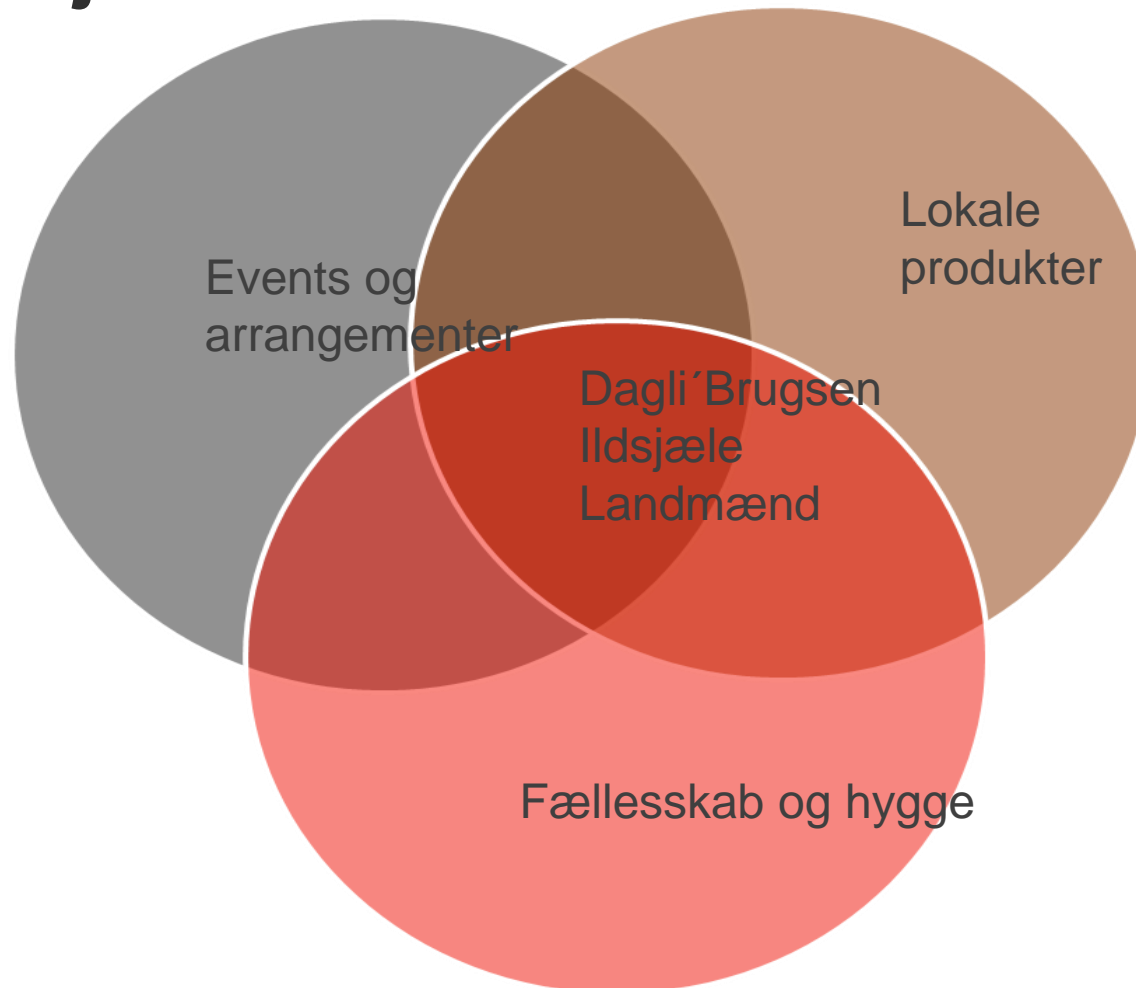 Events og
arrangementer
Lokale
produkter
Dagli´Brugsen
Ildsjæle
Landmænd
Fællesskab og hygge